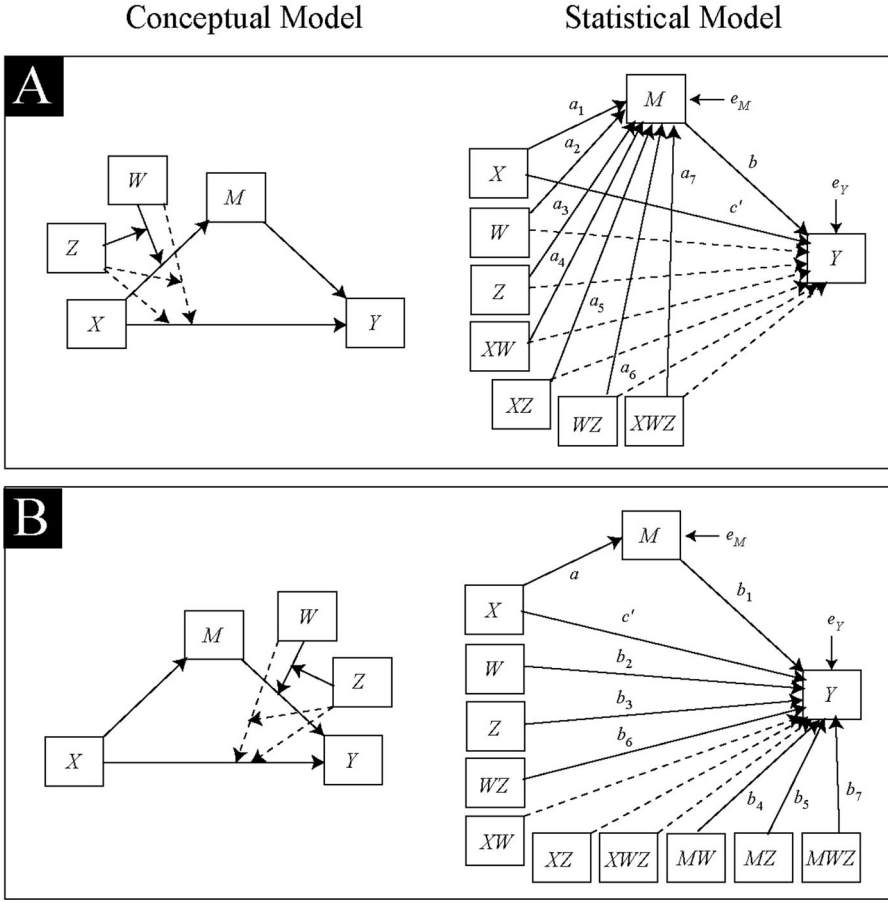 Conceptual Model
Statistical Model
A
W
M
Z
X
Y
M
e_M
a_1
a_2
a_3
a_4
a_5
a_6
a_7
b
c'
e_Y
X
W
Z
XW
XZ
WZ
XWZ
Y
B
M
W
Z
X
Y
M
e_M
a
b_1
c'
e_Y
X
W
b_2
Z
b_3
WZ
b_6
XW
b_4
b_5
b_7
XZ
XWZ
MW
MZ
MWZ
Y